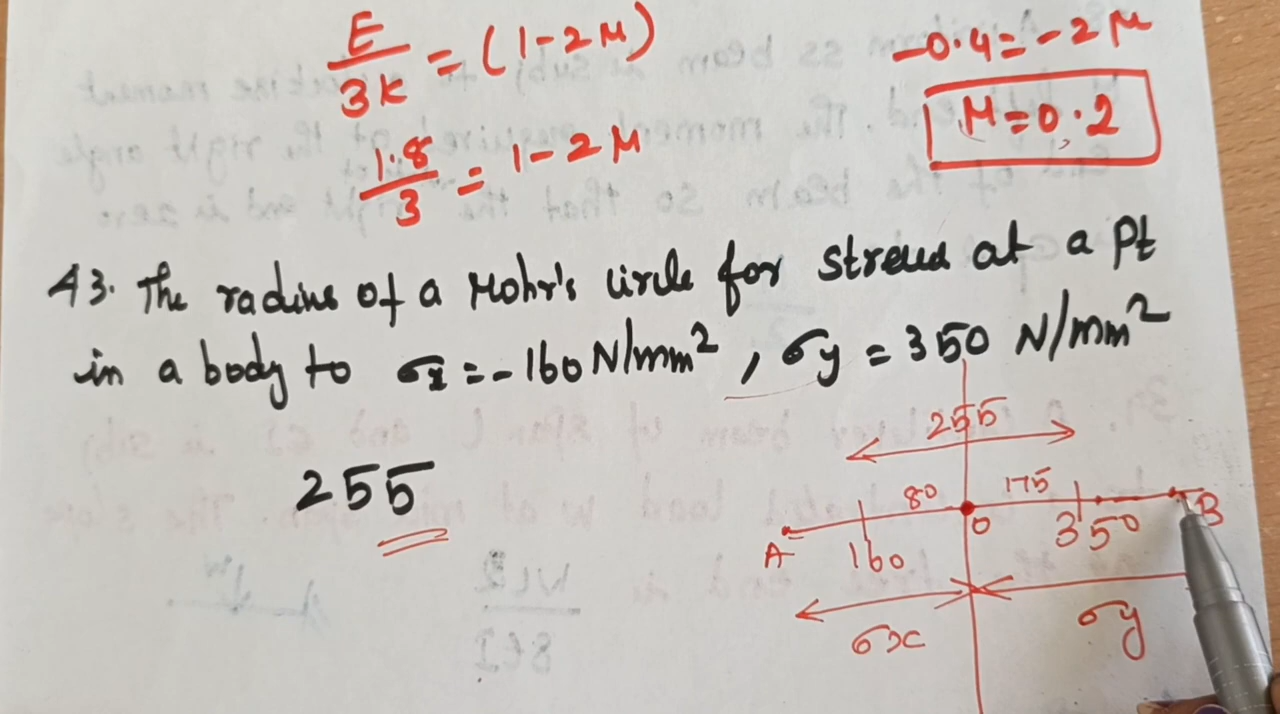 E/3K = (1-2μ)
-0.4 = -2μ
1.8/3 = 1-2μ
μ=0.2
43. The radius of a Mohr's circle for stress at a pt
in a body to σx = -160 N/mm², σy = 350 N/mm²
255
255
80 175
A 160 O 350 B
σx σy